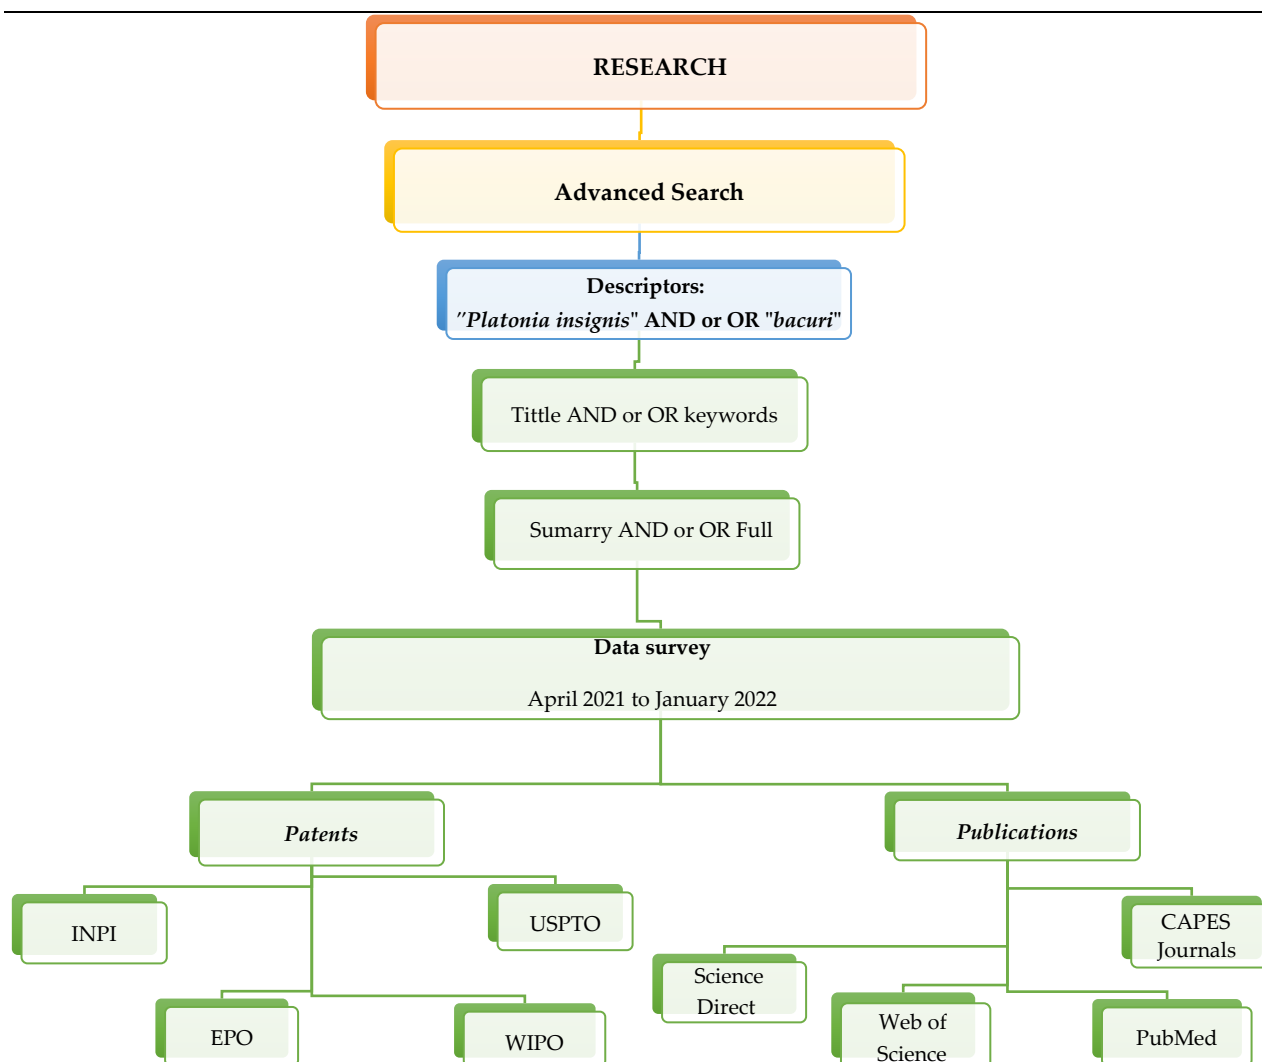 RESEARCH
Advanced Search
Descriptors:
"Platonia insignis" AND or OR "bacuri"
Tittle AND or OR keywords
Sumarry AND or OR Full
Data survey
April 2021 to January 2022
Patents
Publications
INPI
USPTO
CAPES
Journals
Science
Direct
EPO
WIPO
Web of
Science
PubMed